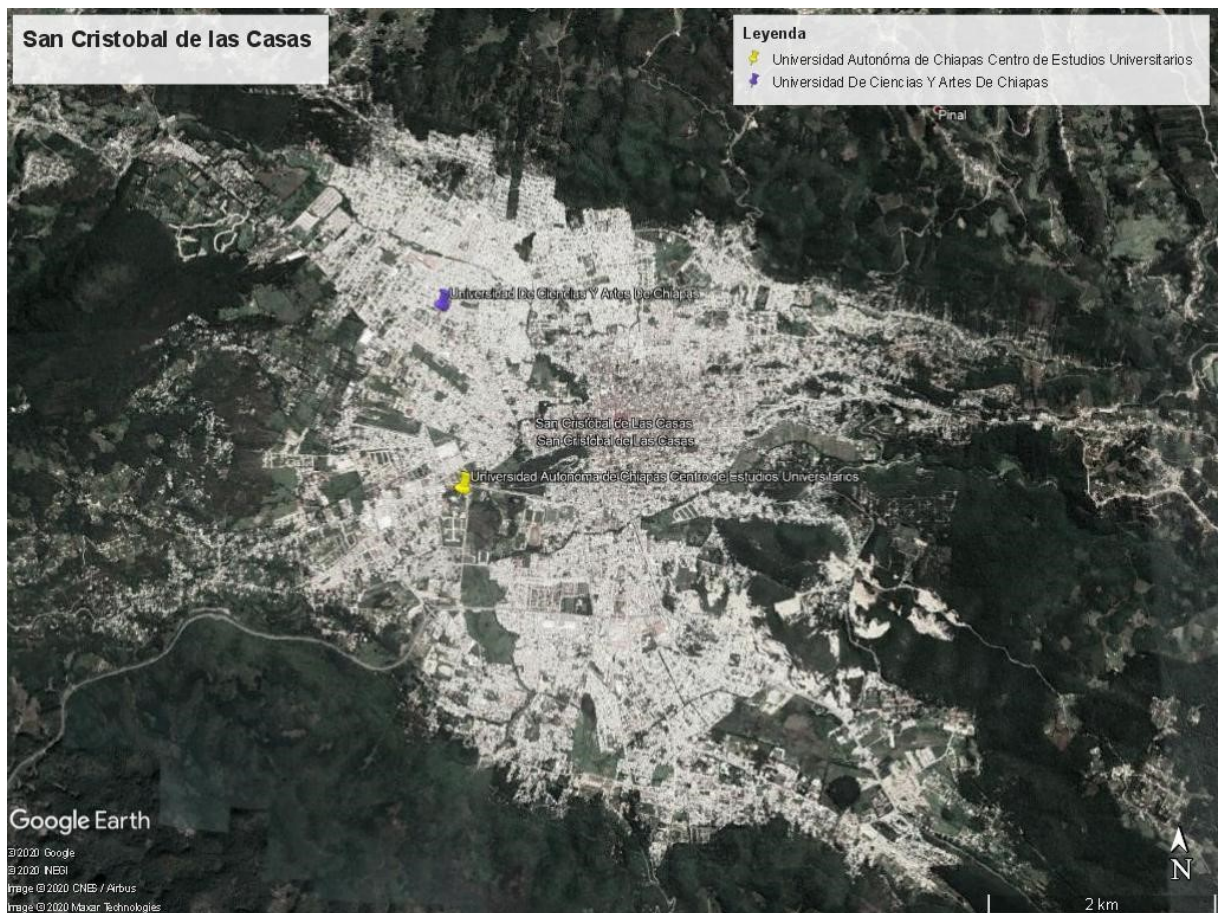 San Cristobal de las Casas
Leyenda
Universidad Autonóma de Chiapas Centro de Estudios Universitarios
Universidad De Ciencias Y Artes De Chiapas
Pinal
Universidad De Ciencias Y Artes De Chiapas
San Cristobal de Las Casas
San Cristobal de Las Casas
Universidad Autonóma de Chiapas Centro de Estudios Universitarios
Google Earth
©2020 Google
©2020 INEGI
Image ©2020 CNES / Airbus
Image ©2020 Maxar Technologies
N
2 km